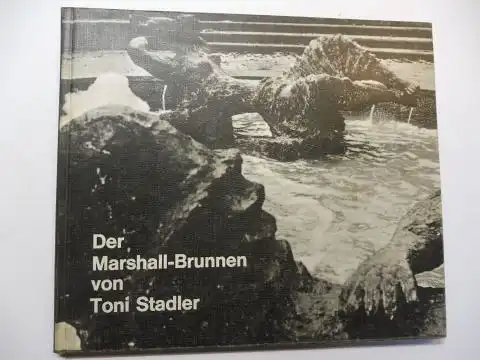 Der
Marshall-Brunnen
von
Toni Stadler